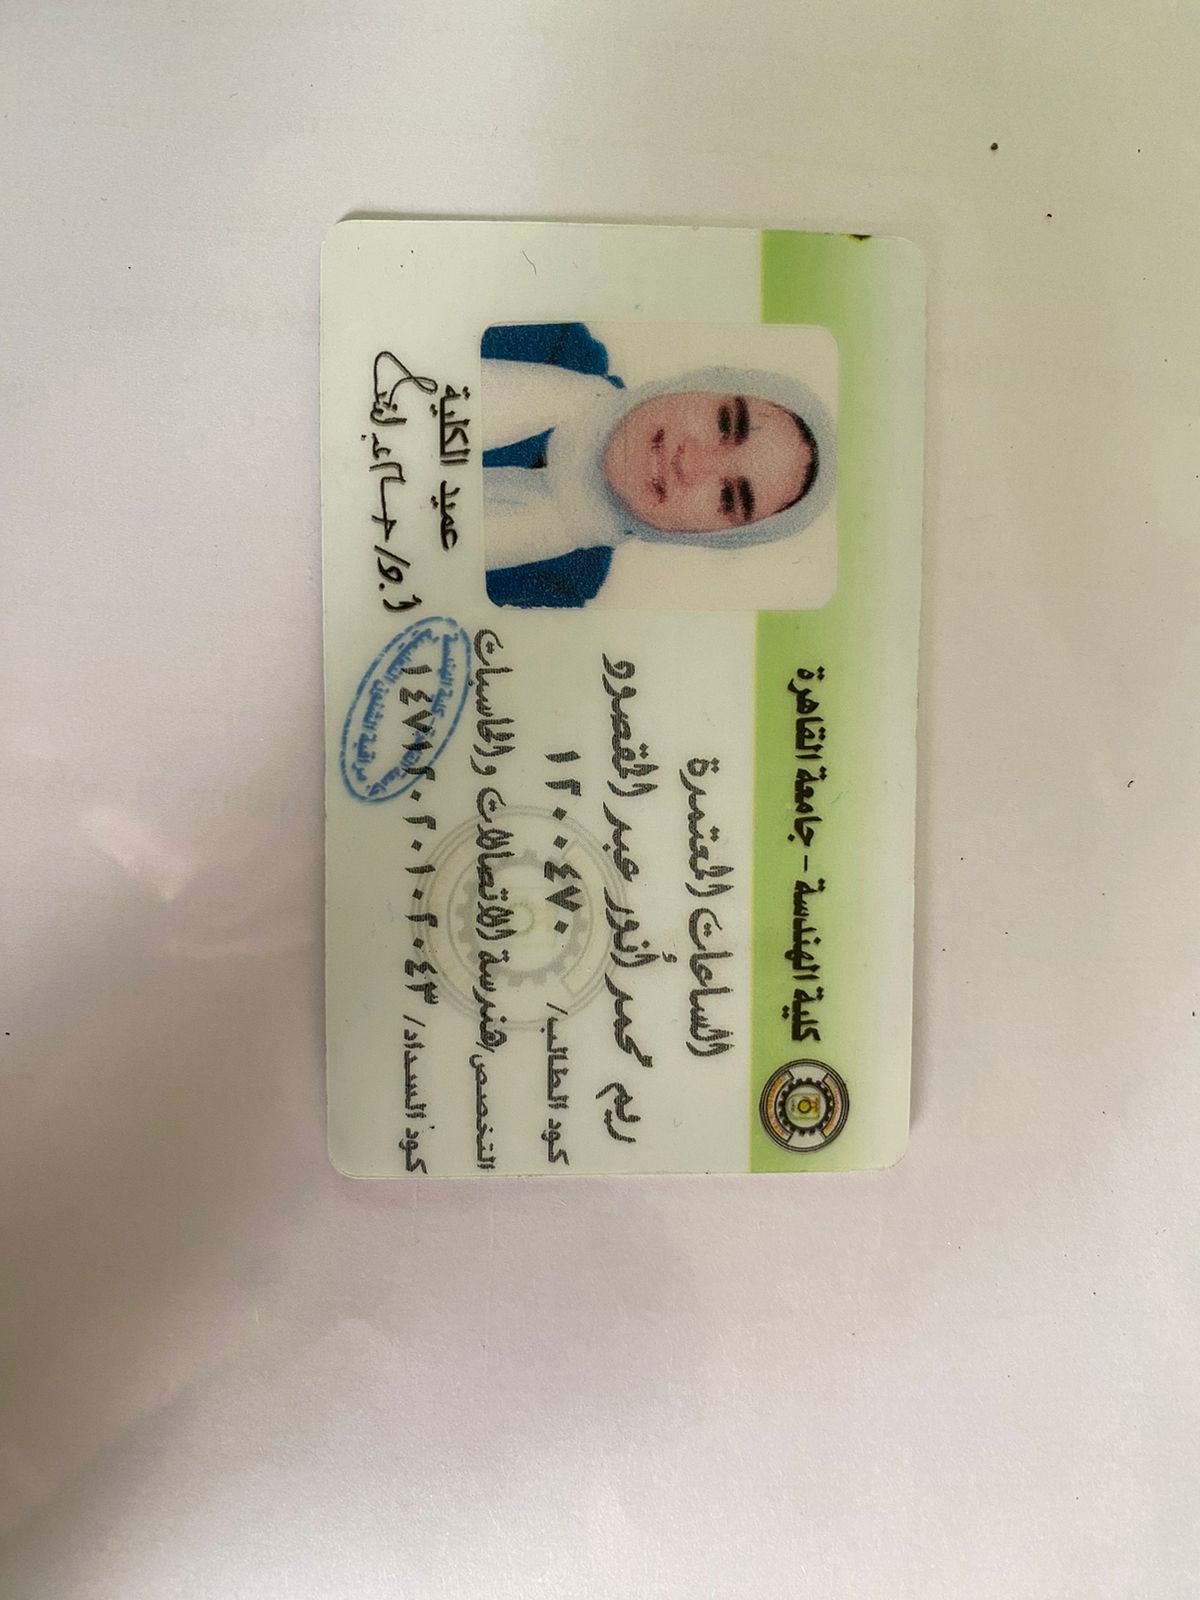 كلية الهندسة - جامعة القاهرة
الساعات المعتمدة
ريم محمد أنور عبد المقصود
كود الطالب/ ١٢٠٠٤٧٠
التخصص/هندسة الاتصالات والحاسبات
كود السداد/ ١٤٧١٢٠٢٠١٠٢٠٤٣
عميد الكلية
أ.د/ حسام عبد الفتاح
جامعة القاهرة - كلية الهندسة
مراقبة الشئون التعليمية